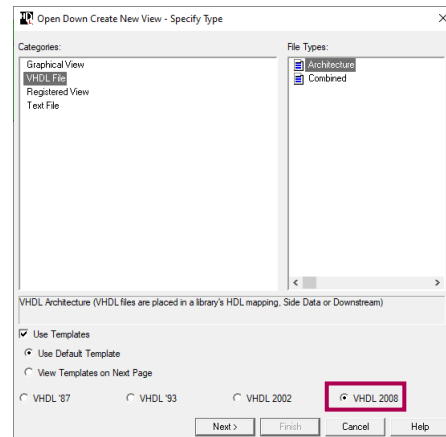 Open Down Create New View - Specify Type
Categories:
File Types:
Graphical View
VHDL File
Registered View
Text File
Architecture
Combined
VHDL Architecture (VHDL files are placed in a library's HDL mapping, Side Data or Downstream)
Use Templates
Use Default Template
View Templates on Next Page
VHDL '87 VHDL '93 VHDL 2002 VHDL 2008
Next > Finish Cancel Help